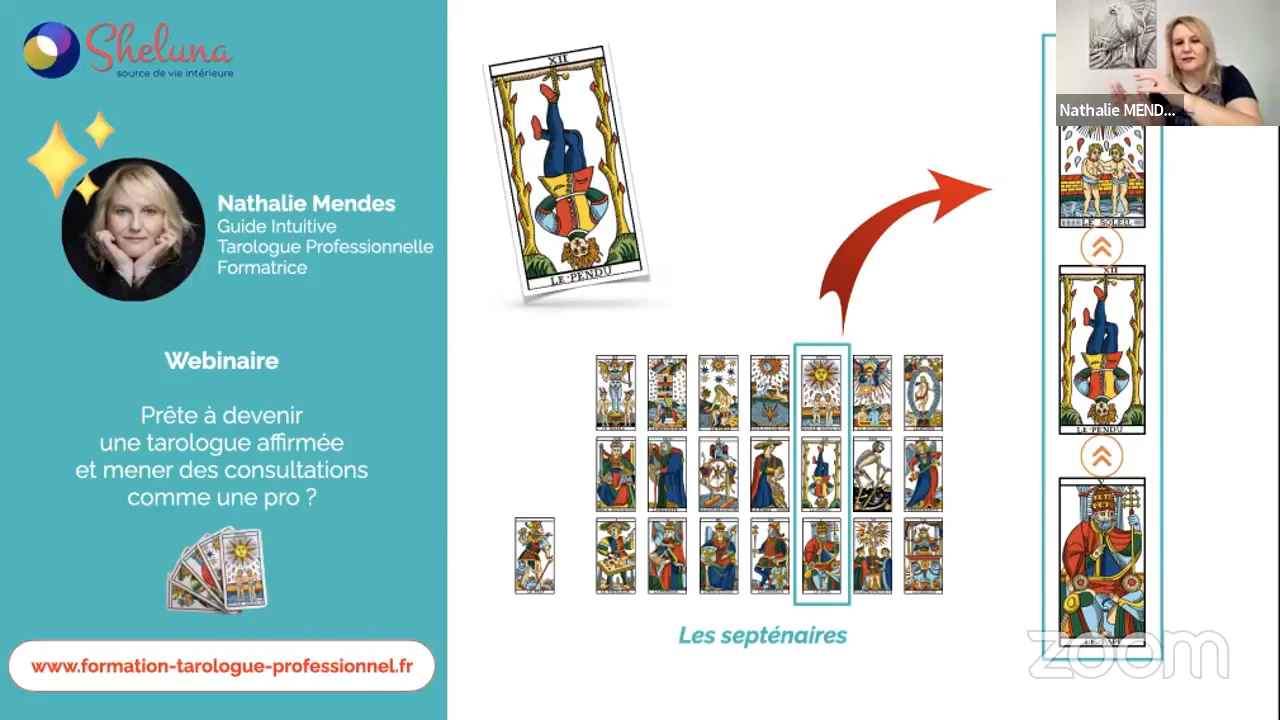 Sheluna
source de vie intérieure
Nathalie Mendes
Guide Intuitive
Tarologue Professionnelle
Formatrice
Webinaire
Prête à devenir
une tarologue affirmée
et mener des consultations
comme une pro ?
www.formation-tarologue-professionnel.fr
XII
LE·PENDU
Les septénaires
Nathalie MEND...
LE SOLEIL
XII
LE·PENDU
V
LE PAPE
zoom